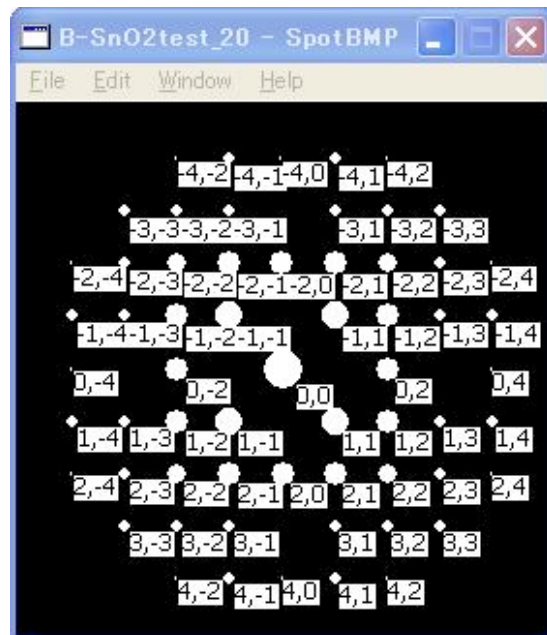 B-SnO2test_20 - SpotBMP
File Edit Window Help
-4,-2 -4,-1 -4,0 -4,1 -4,2
-3,-3 -3,-2 -3,-1 -3,1 -3,2 -3,3
-2,-4 -2,-3 -2,-2 -2,-1 -2,0 -2,1 -2,2 -2,3 -2,4
-1,-4 -1,-3 -1,-2 -1,-1 -1,1 -1,2 -1,3 -1,4
0,-4 0,-2 0,0 0,2 0,4
1,-4 1,-3 1,-2 1,-1 1,1 1,2 1,3 1,4
2,-4 2,-3 2,-2 2,-1 2,0 2,1 2,2 2,3 2,4
3,-3 3,-2 3,-1 3,1 3,2 3,3
4,-2 4,-1 4,0 4,1 4,2